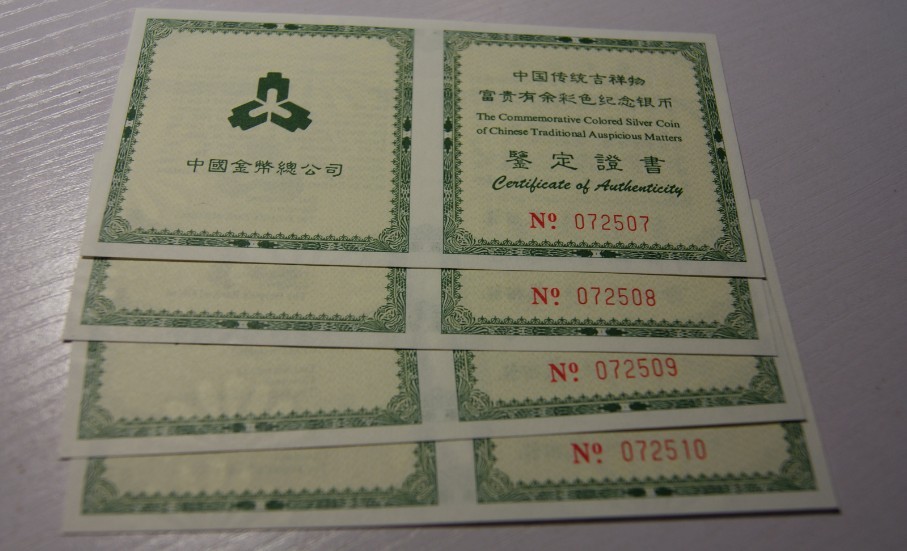 中國金幣總公司
中国传统吉祥物
富贵有余彩色纪念银币
The Commemorative Colored Silver Coin
of Chinese Traditional Auspicious Matters
鑒定證書
Certificate of Authenticity
Nº 072507
Nº 072508
Nº 072509
Nº 072510